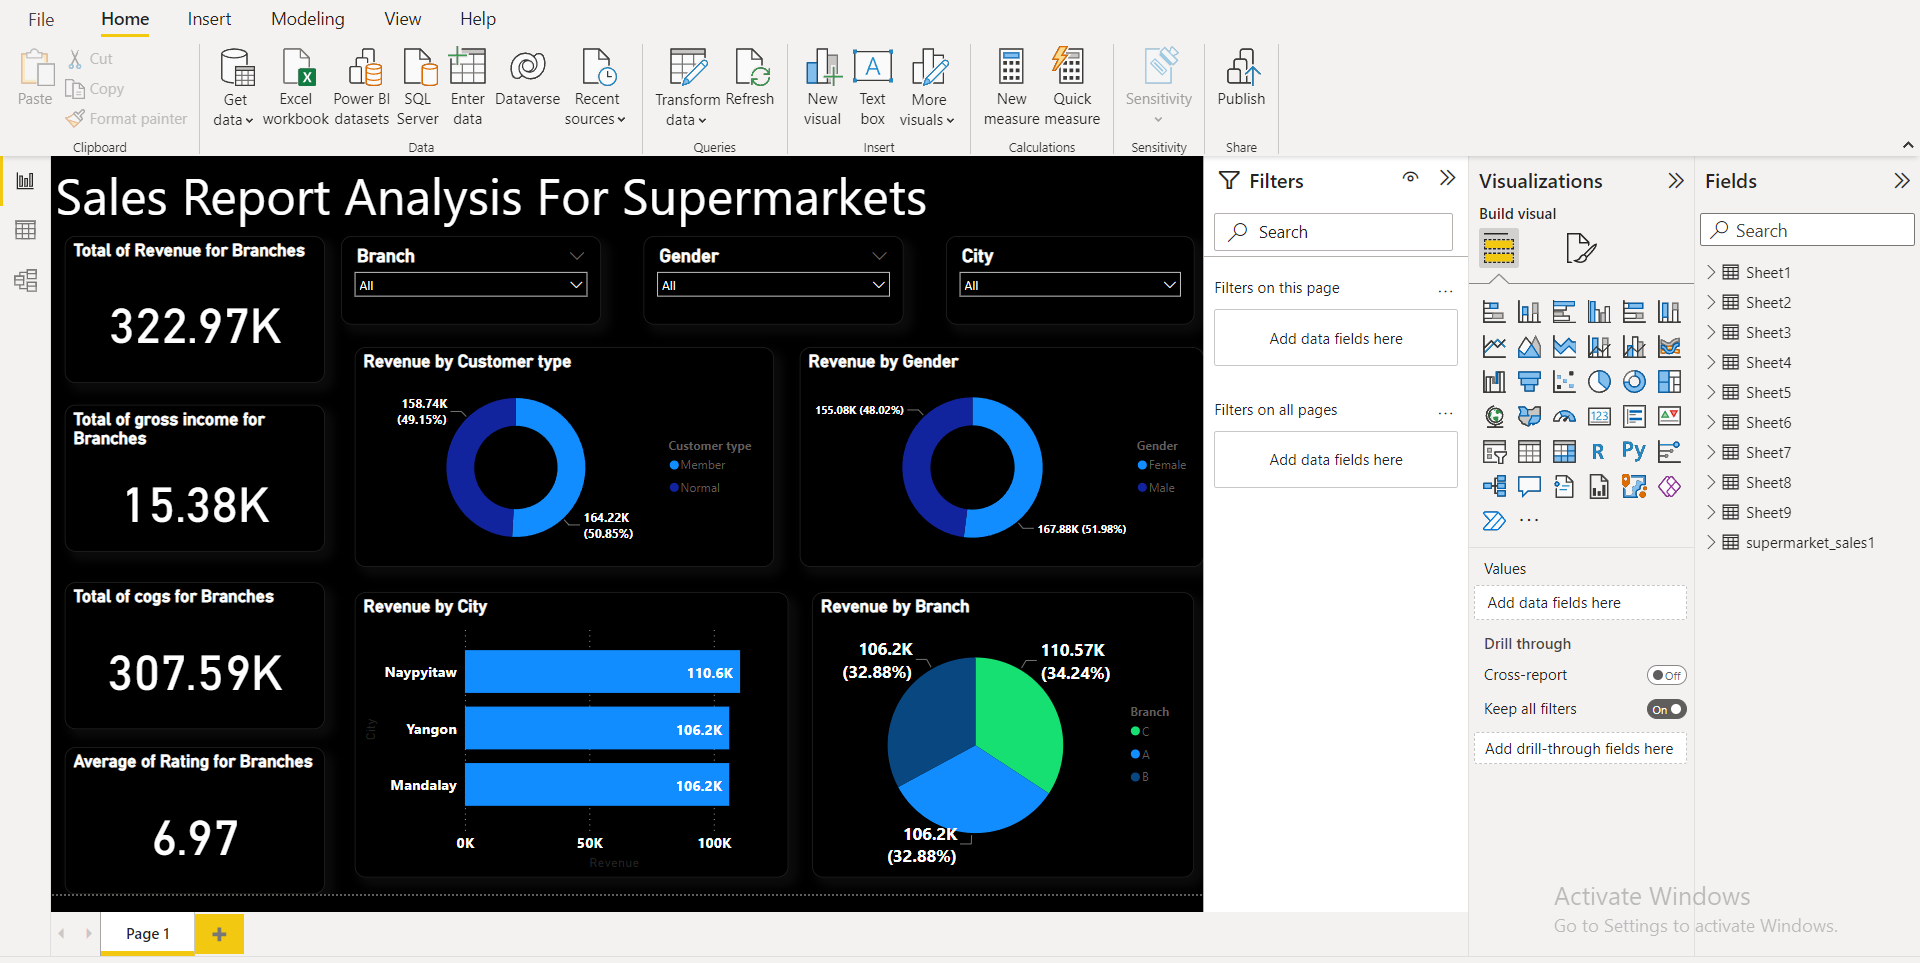 File Home Insert Modeling View Help
Paste
Cut
Copy
Format painter
Clipboard
Get data
Excel workbook
Power BI datasets
SQL Server
Enter data
Dataverse
Recent sources
Data
Transform data
Refresh
Queries
New visual
Text box
More visuals
Insert
New measure
Quick measure
Calculations
Sensitivity
Sensitivity
Publish
Share
Sales Report Analysis For Supermarkets
Total of Revenue for Branches
322.97K
Total of gross income for
Branches
15.38K
Total of cogs for Branches
307.59K
Average of Rating for Branches
6.97
Branch
All
Gender
All
City
All
Revenue by Customer type
158.74K
(49.15%)
164.22K
(50.85%)
Customer type
Member
Normal
Revenue by Gender
155.08K (48.02%)
167.88K (51.98%)
Gender
Female
Male
Revenue by City
City
Naypyitaw 110.6K
Yangon 106.2K
Mandalay 106.2K
0K 50K 100K
Revenue
Revenue by Branch
106.2K
(32.88%)
110.57K
(34.24%)
106.2K
(32.88%)
Branch
C
A
B
Page 1
Filters
Search
Filters on this page ...
Add data fields here
Filters on all pages ...
Add data fields here
Visualizations
Build visual
123
R
Py
...
Values
Add data fields here
Drill through
Cross-report Off
Keep all filters On
Add drill-through fields here
Fields
Search
Sheet1
Sheet2
Sheet3
Sheet4
Sheet5
Sheet6
Sheet7
Sheet8
Sheet9
supermarket_sales1
Activate Windows
Go to Settings to activate Windows.